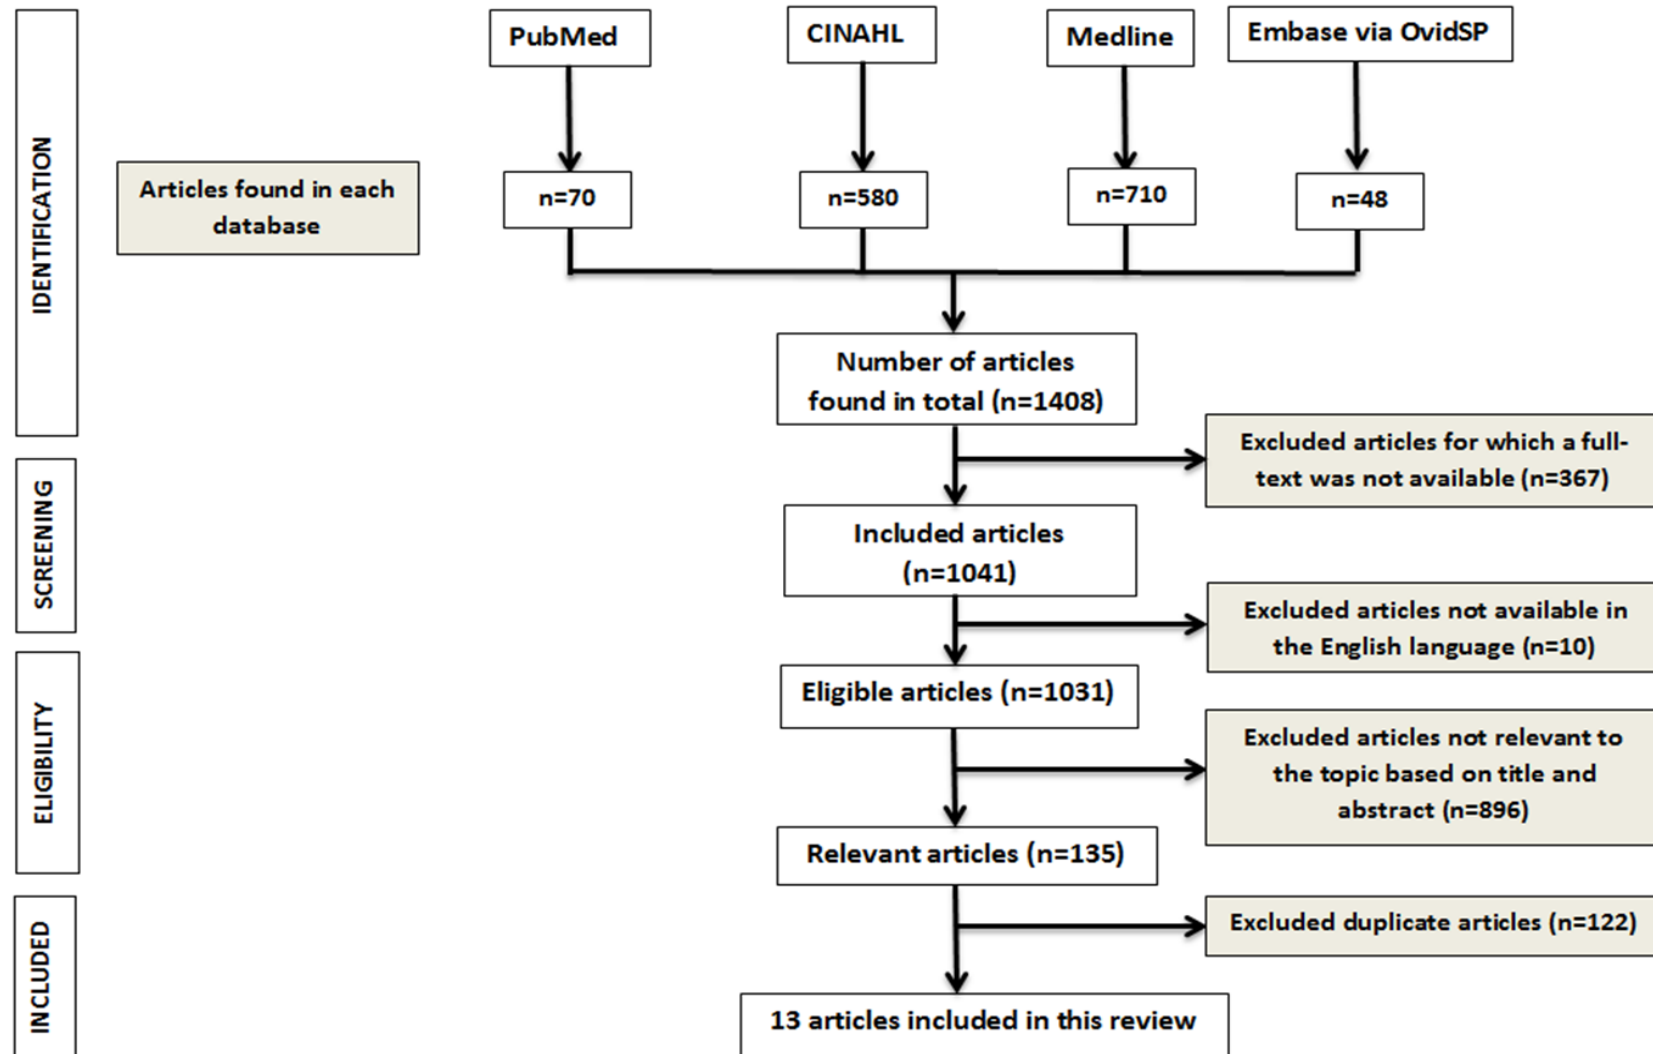 IDENTIFICATION
PubMed
CINAHL
Medline
Embase via OvidSP
Articles found in each
database
n=70
n=580
n=710
n=48
Number of articles
found in total (n=1408)
Excluded articles for which a full-
text was not available (n=367)
SCREENING
Included articles
(n=1041)
Excluded articles not available in
the English language (n=10)
ELIGIBILITY
Eligible articles (n=1031)
Excluded articles not relevant to
the topic based on title and
abstract (n=896)
Relevant articles (n=135)
INCLUDED
Excluded duplicate articles (n=122)
13 articles included in this review